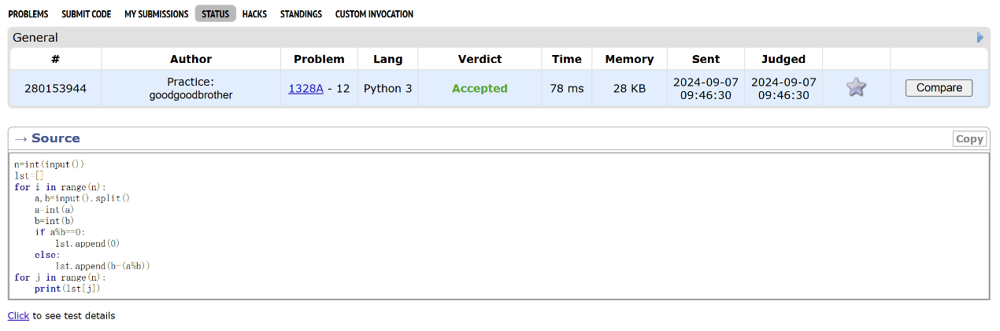 PROBLEMS SUBMIT CODE MY SUBMISSIONS STATUS HACKS STANDINGS CUSTOM INVOCATION
General
# Author Problem Lang Verdict Time Memory Sent Judged
280153944 Practice: goodgoodbrother 1328A - 12 Python 3 Accepted 78 ms 28 KB 2024-09-07 09:46:30 2024-09-07 09:46:30 Compare
→ Source Copy
n=int(input())
lst=[]
for i in range(n):
    a,b=input().split()
    a=int(a)
    b=int(b)
    if a%b==0:
        lst.append(0)
    else:
        lst.append(b-(a%b))
for j in range(n):
    print(lst[j])
Click to see test details